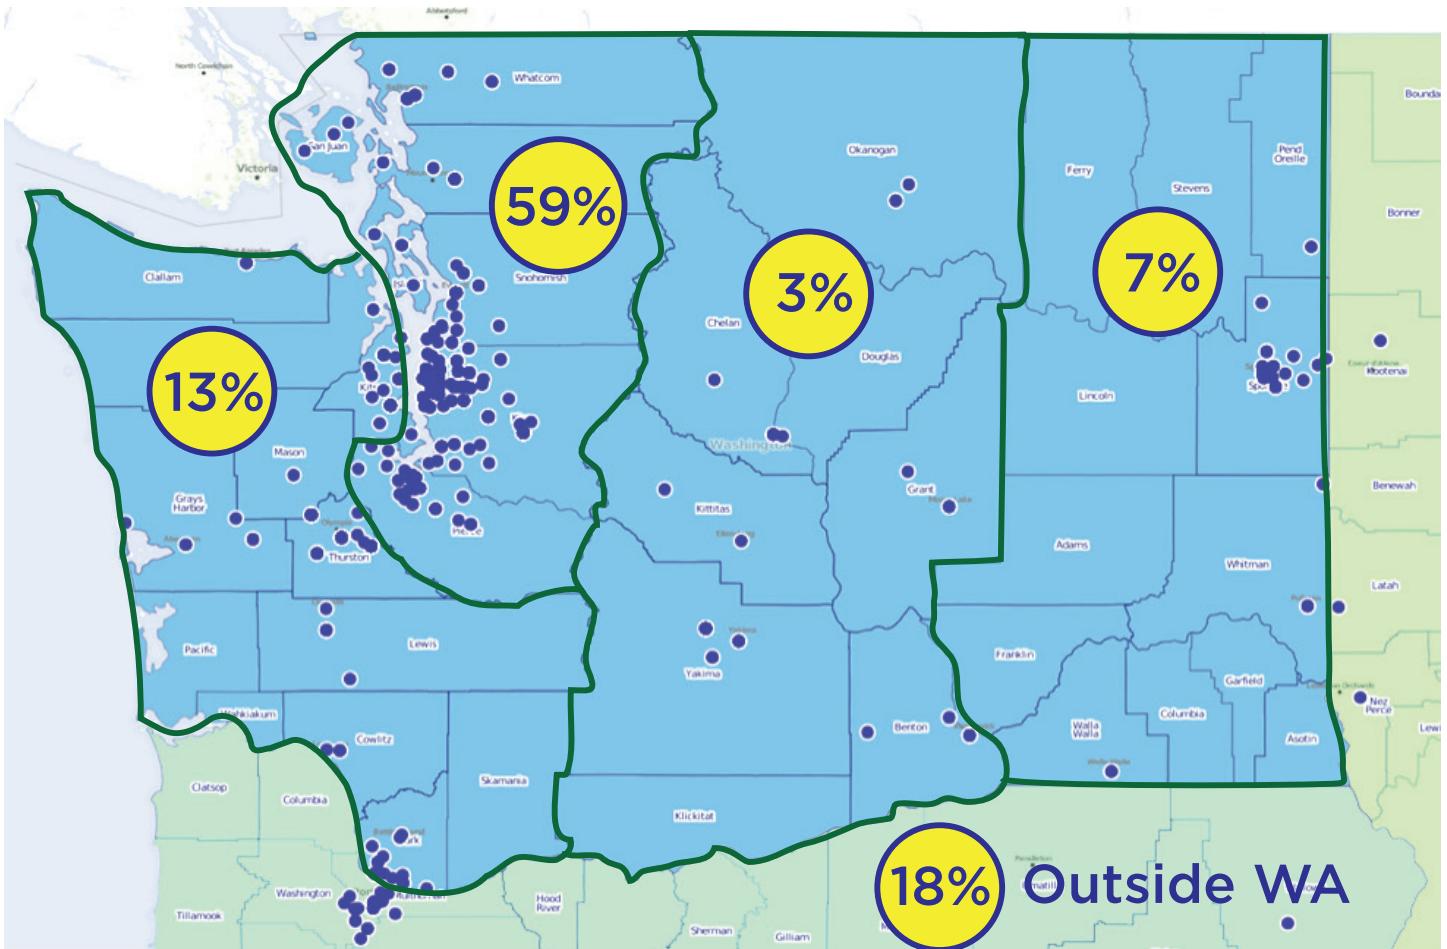 Abbotsford
North Cowichan
Whatcom
Boundar
San Juan
Okanogan
Pend
Oreille
Ferry
Victoria
Stevens
59%
Bonner
Clallam
Snohomish
7%
3%
Chelan
Douglas
13%
Kootenai
Lincoln
Washington
Mason
Grant
Benewah
Grays
Harbor
Kittitas
Adams
Thurston
Whitman
Latah
Lewis
Pacific
Franklin
Yakima
Garfield
Nez
Perce
Wahkiakum
Columbia
Benton
Walla
Walla
Lewi
Cowlitz
Asotin
Skamania
Clatsop
Columbia
Klickitat
18% Outside WA
Washington
Hood
River
Tillamook
Sherman
Gilliam